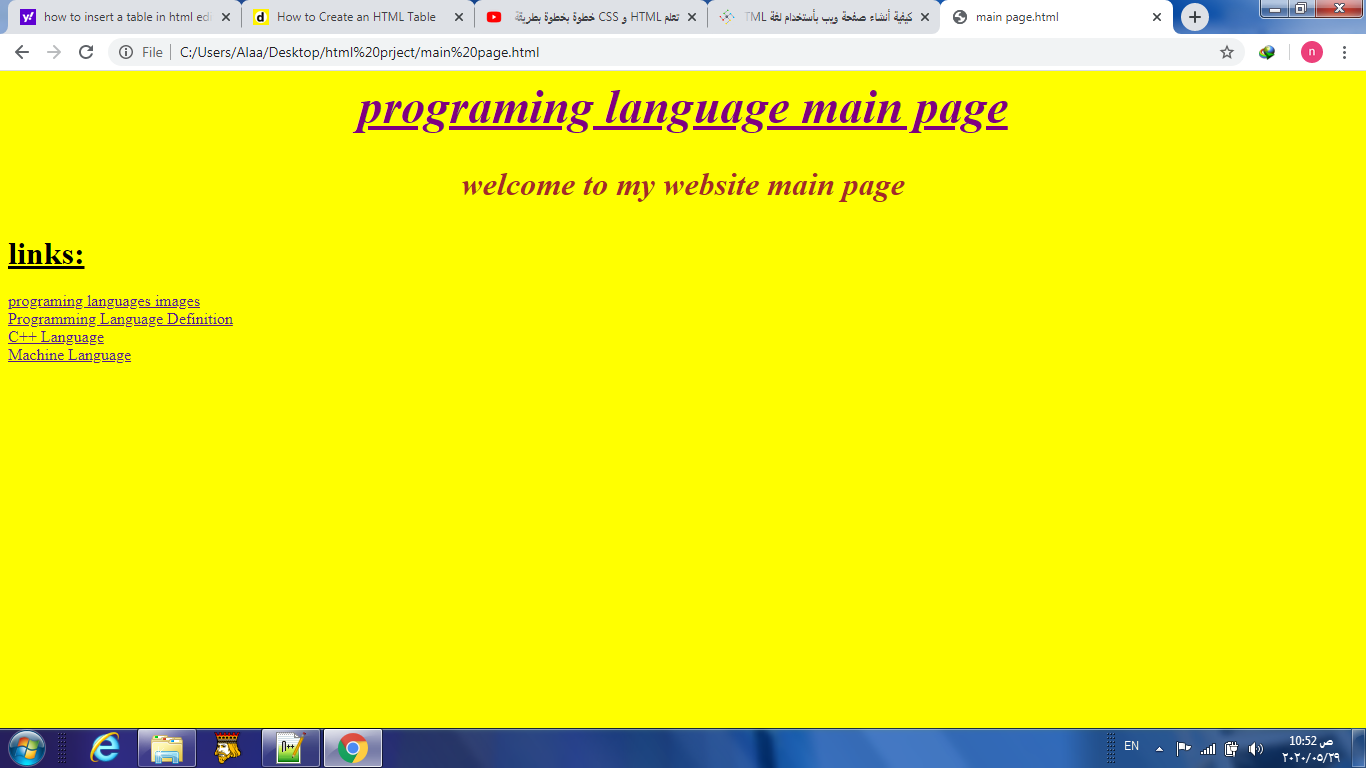 how to insert a table in html edi
How to Create an HTML Table
تعلم HTML و CSS خطوة بخطوة بطريقة
كيفية أنشاء صفحة ويب بأستخدام لغة TML
main page.html
File
C:/Users/Alaa/Desktop/html%20prject/main%20page.html
n
programing language main page
welcome to my website main page
links:
programing languages images
Programming Language Definition
C++ Language
Machine Language
EN
10:52 ص
٢٠٢٠/٠٥/٢٩